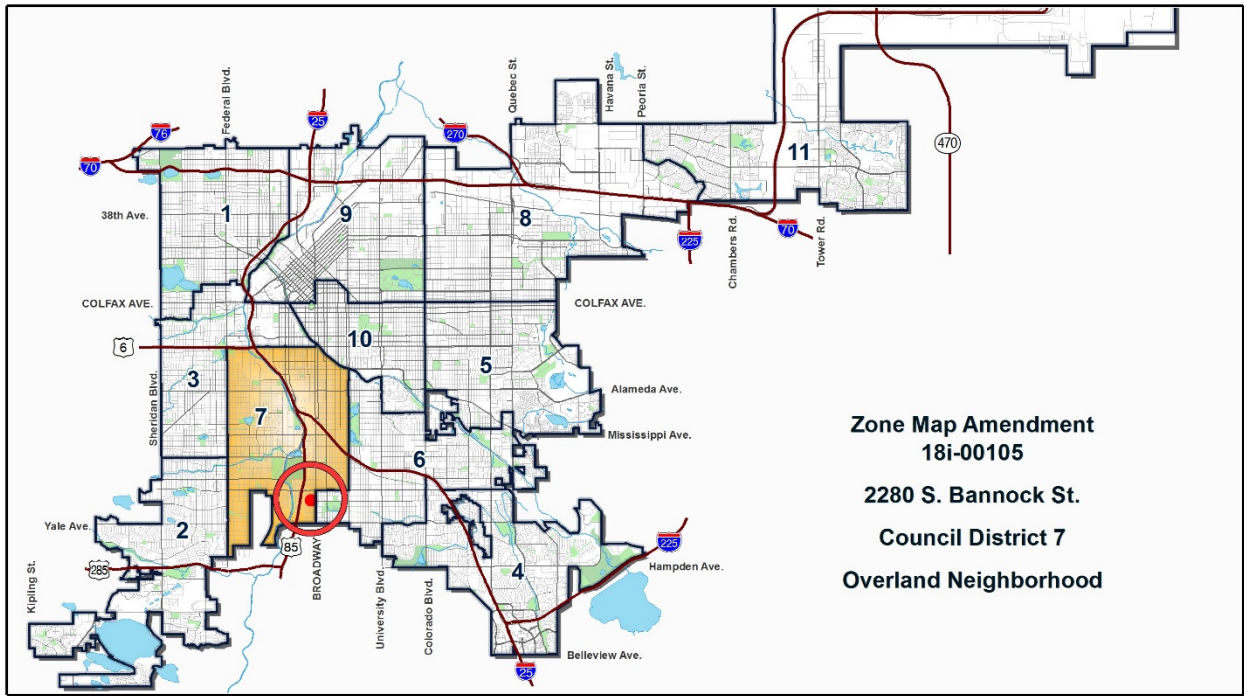 Federal Blvd.
Quebec St.
Havana St.
Peoria St.
76
25
270
70
11
470
38th Ave.
1
9
8
225
Chambers Rd.
70
Tower Rd.
COLFAX AVE.
COLFAX AVE.
10
6
3
5
Sheridan Blvd.
7
Alameda Ave.
Mississippi Ave.
6
Zone Map Amendment
18i-00105
2280 S. Bannock St.
Council District 7
Overland Neighborhood
Yale Ave.
2
85
285
BROADWAY
University Blvd.
Colorado Blvd.
4
225
Hampden Ave.
Kipling St.
Belleview Ave.
25